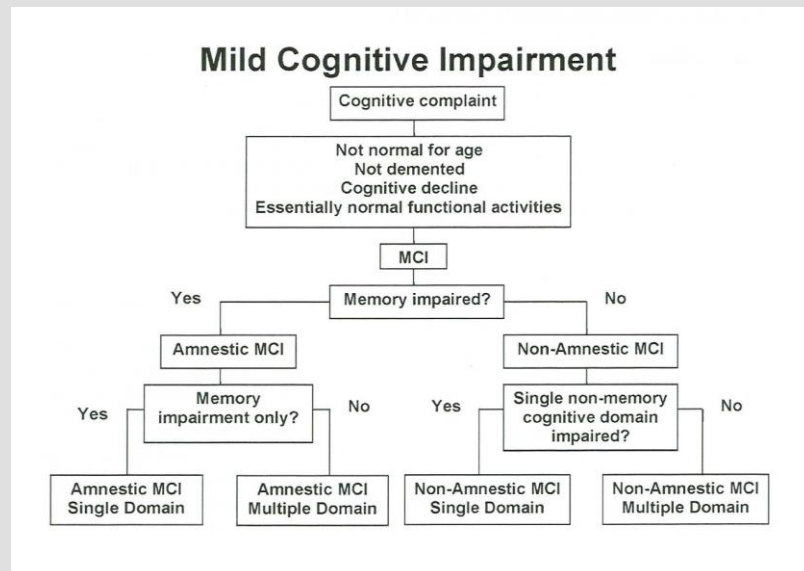 Mild Cognitive Impairment
Cognitive complaint
Not normal for age
Not demented
Cognitive decline
Essentially normal functional activities
MCI
Yes
Memory impaired?
No
Amnestic MCI
Non-Amnestic MCI
Yes
Memory
impairment only?
No
Yes
Single non-memory
cognitive domain
impaired?
No
Amnestic MCI
Single Domain
Amnestic MCI
Multiple Domain
Non-Amnestic MCI
Single Domain
Non-Amnestic MCI
Multiple Domain